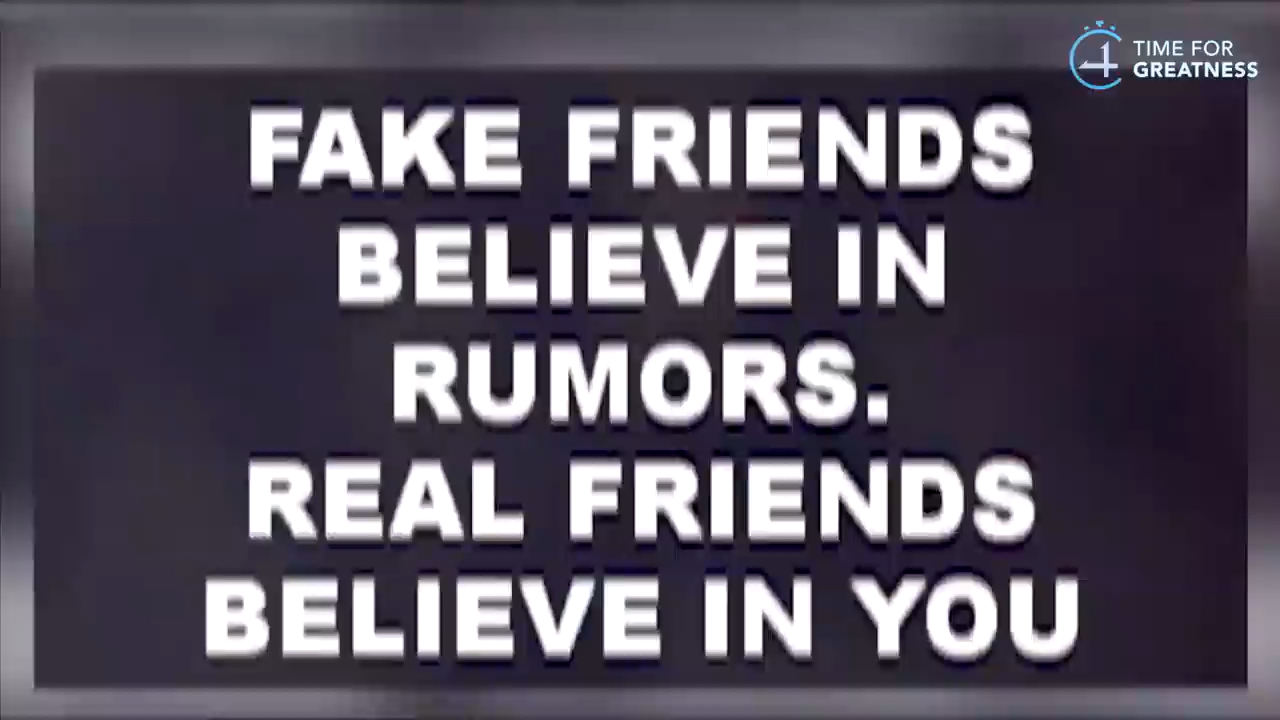 TIME FOR
GREATNESS
FAKE FRIENDS
BELIEVE IN
RUMORS.
REAL FRIENDS
BELIEVE IN YOU